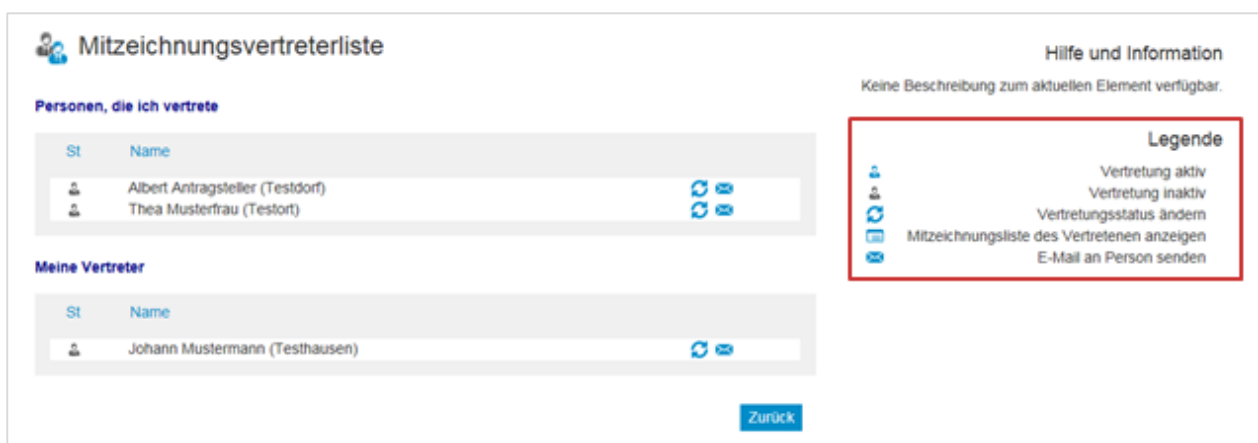 Mitzeichnungsvertreterliste
Personen, die ich vertrete
St Name
Albert Antragsteller (Testdorf)
Thea Musterfrau (Testort)
Meine Vertreter
St Name
Johann Mustermann (Testhausen)
Zurück
Hilfe und Information
Keine Beschreibung zum aktuellen Element verfügbar.
Legende
Vertretung aktiv
Vertretung inaktiv
Vertretungsstatus ändern
Mitzeichnungsliste des Vertretenen anzeigen
E-Mail an Person senden